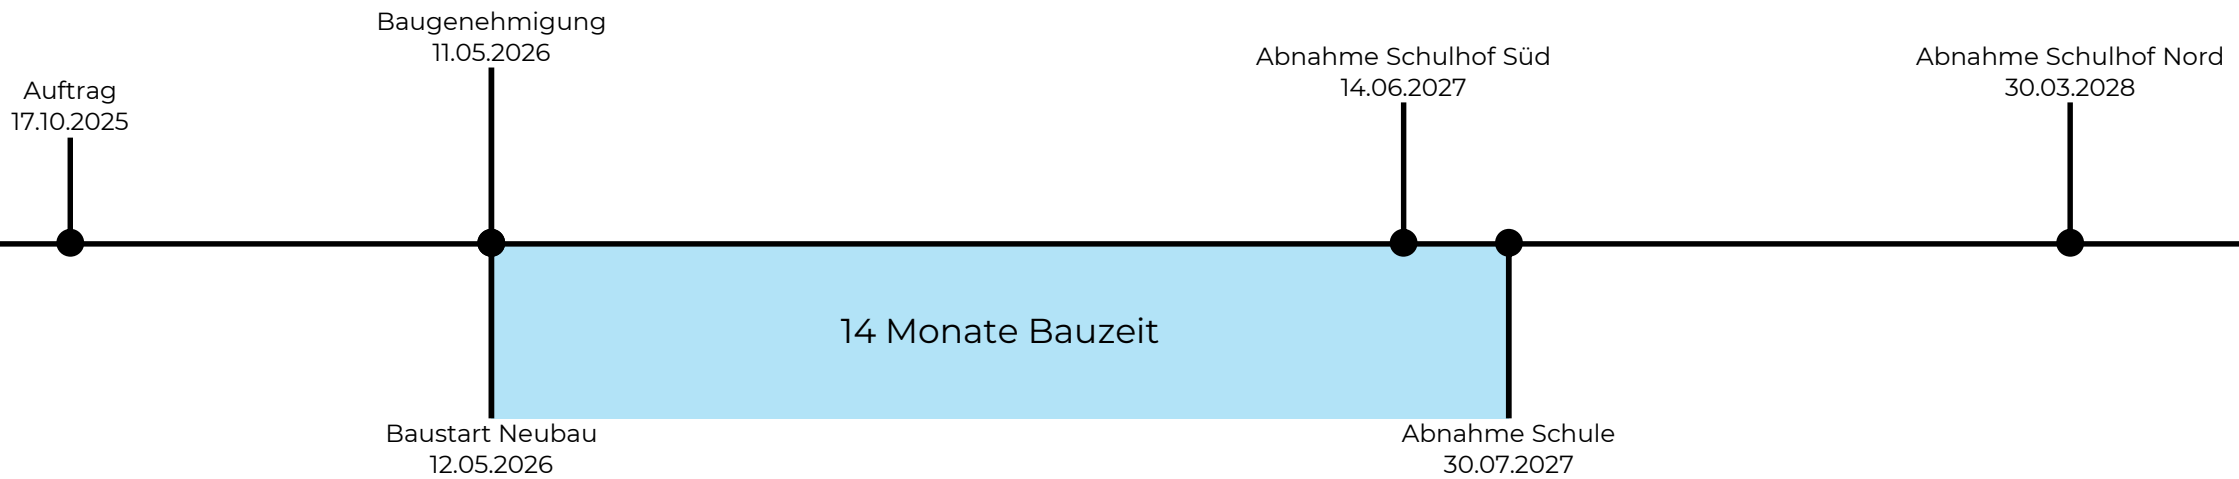 Auftrag
17.10.2025
Baugenehmigung
11.05.2026
Abnahme Schulhof Süd
14.06.2027
Abnahme Schulhof Nord
30.03.2028
14 Monate Bauzeit
Baustart Neubau
12.05.2026
Abnahme Schule
30.07.2027